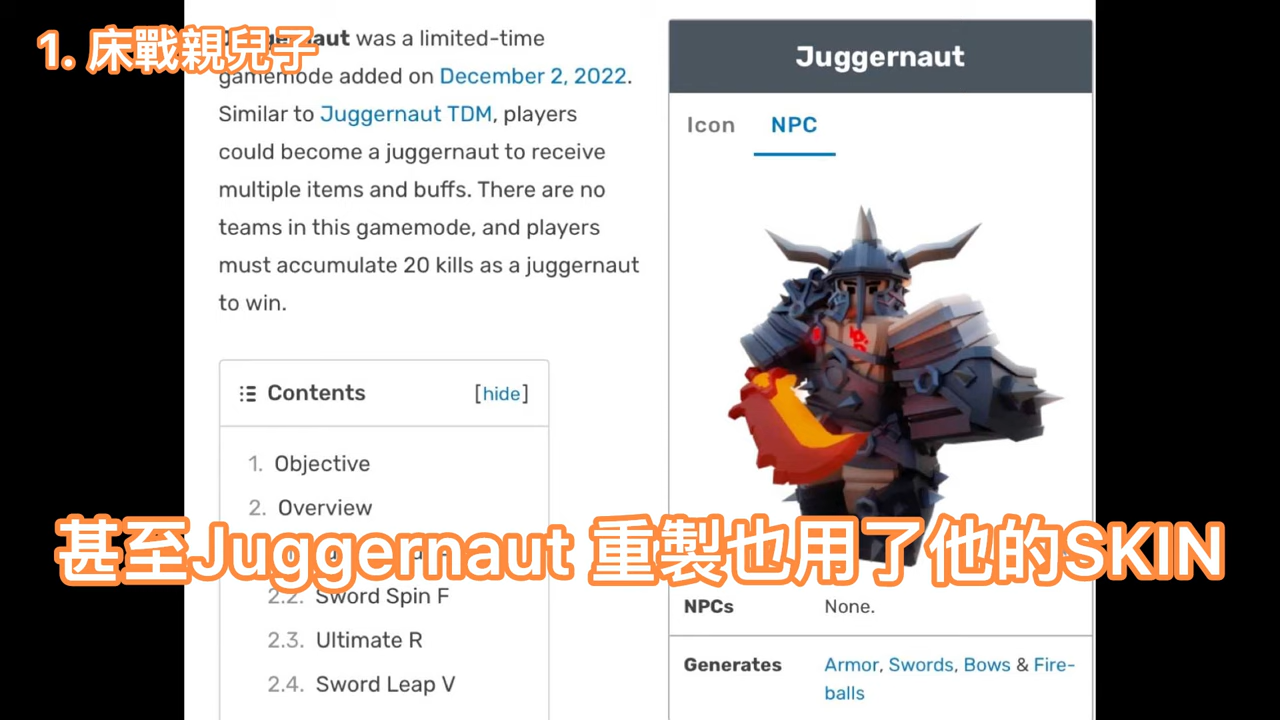 1. 床戰親兒子
was a limited-time
gamemode added on December 2, 2022.
Similar to Juggernaut TDM, players
could become a juggernaut to receive
multiple items and buffs. There are no
teams in this gamemode, and players
must accumulate 20 kills as a juggernaut
to win.
Contents [hide]
1. Objective
2. Overview
2.2. Sword Spin F
2.3. Ultimate R
2.4. Sword Leap V
Juggernaut
Icon NPC
NPCs None.
Generates Armor, Swords, Bows & Fire-
balls
甚至Juggernaut 重製也用了他的SKIN